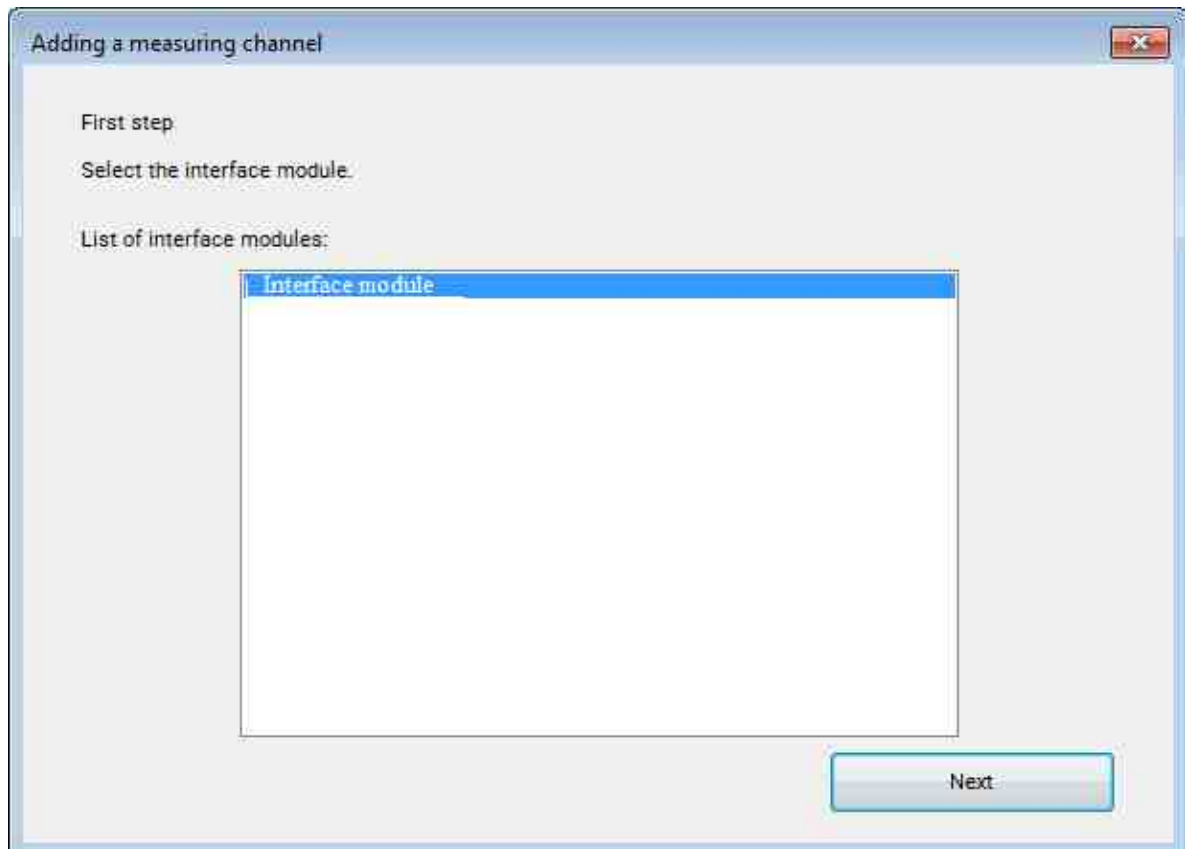 Adding a measuring channel
First step
Select the interface module.
List of interface modules:
Interface module
Next